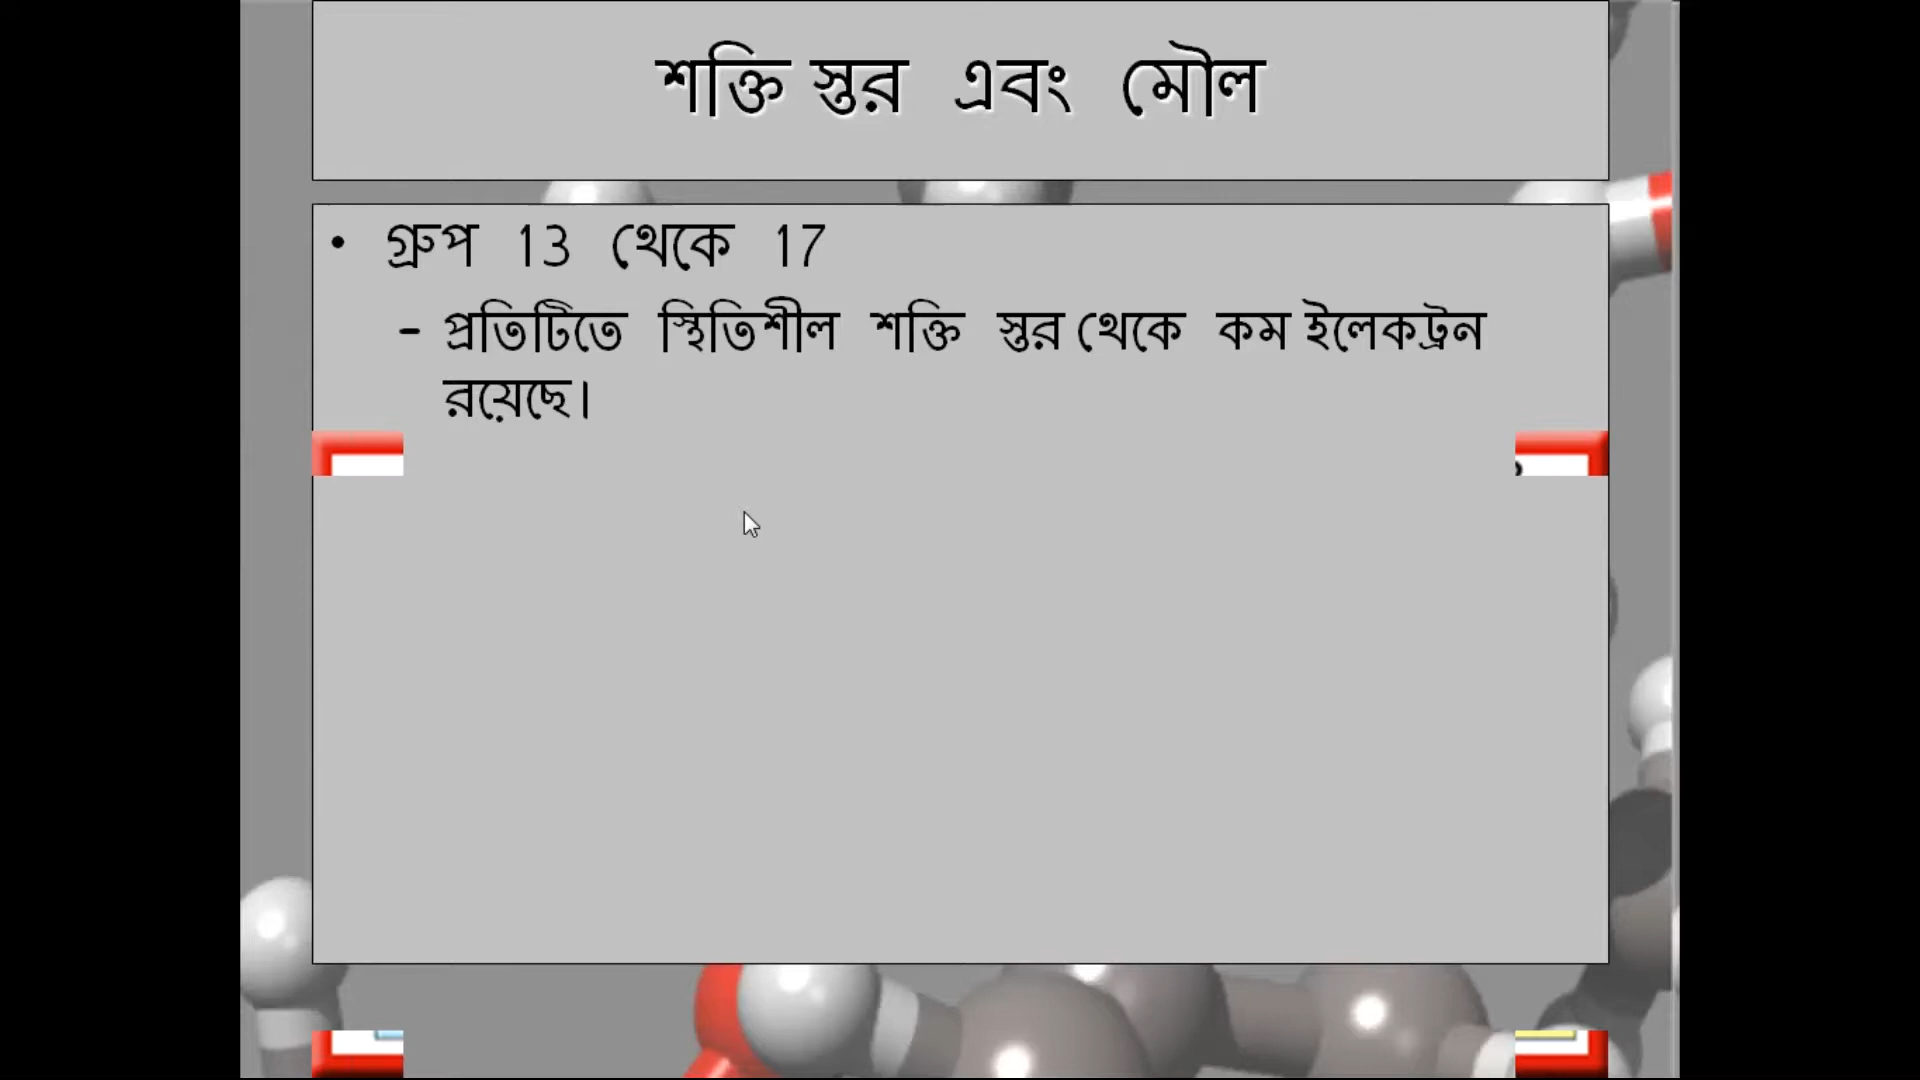 শক্তি স্তর এবং মৌল
• গ্রুপ 13 থেকে 17
– প্রতিটিতে স্থিতিশীল শক্তি স্তর থেকে কম ইলেকট্রন
রয়েছে।